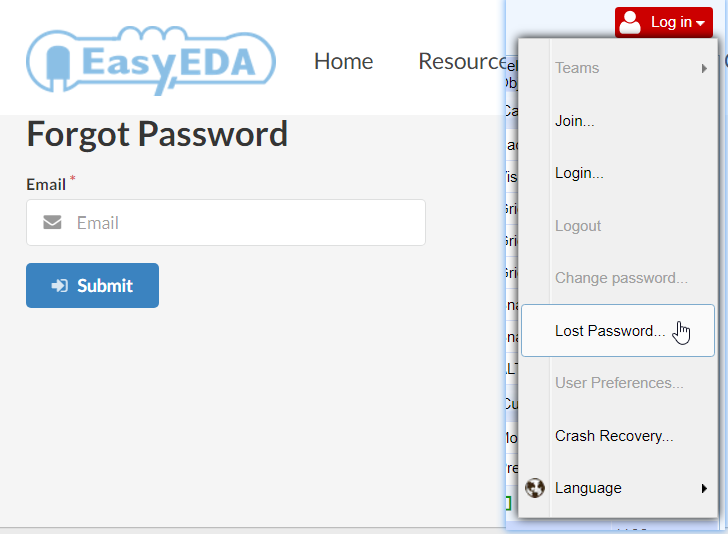 EasyEDA
Home
Forgot Password
Email *
Email
Submit
Log in
Teams
Join...
Login...
Logout
Change password...
Lost Password...
User Preferences...
Crash Recovery...
Language